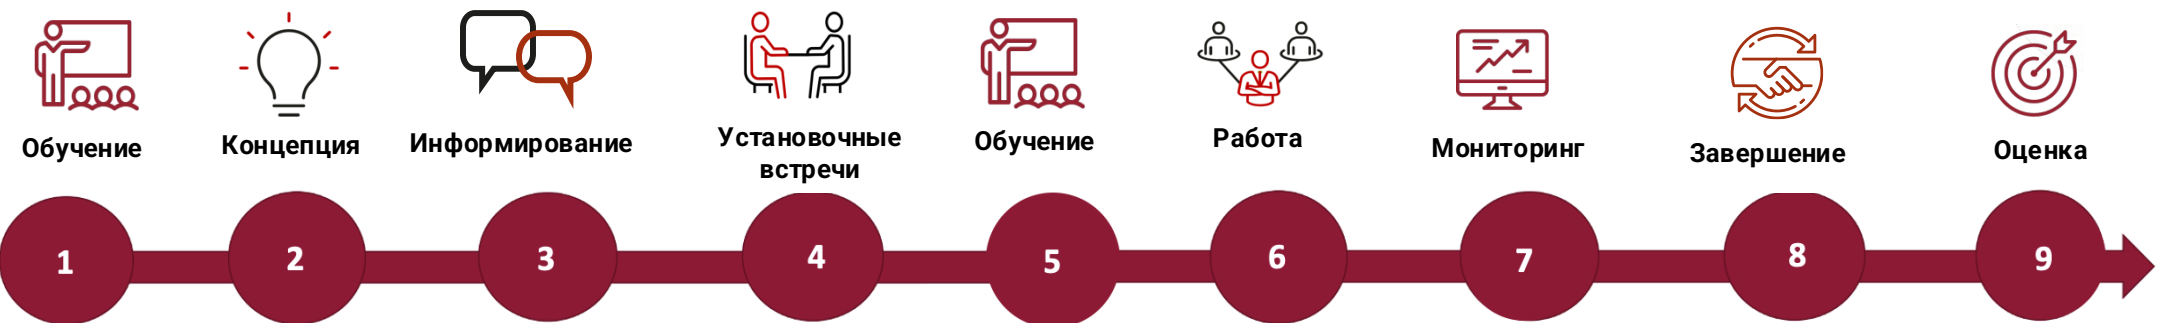 Обучение
Концепция
Информирование
Установочные
встречи
Обучение
Работа
Мониторинг
Завершение
Оценка
1
2
3
4
5
6
7
8
9